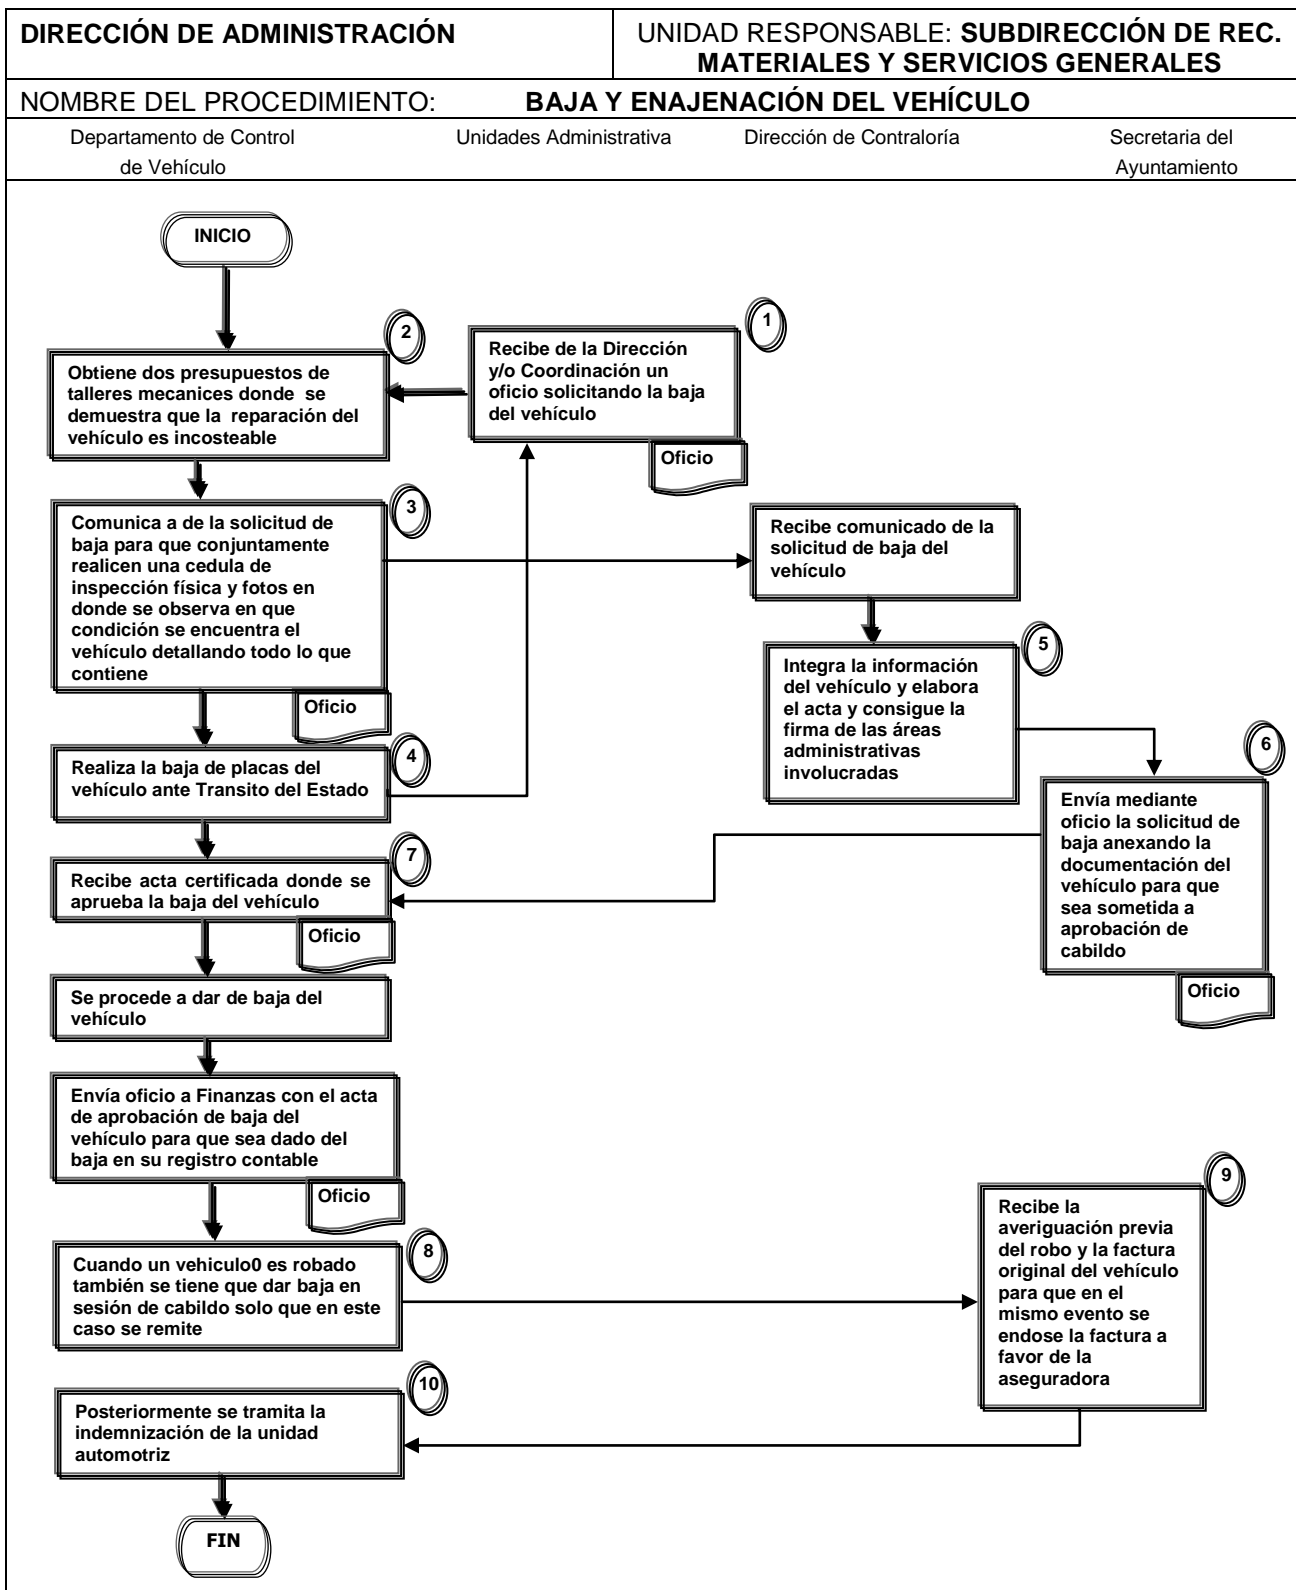 DIRECCIÓN DE ADMINISTRACIÓN
UNIDAD RESPONSABLE: SUBDIRECCIÓN DE REC.
MATERIALES Y SERVICIOS GENERALES
NOMBRE DEL PROCEDIMIENTO: BAJA Y ENAJENACIÓN DEL VEHÍCULO
Departamento de Control
de Vehículo
Unidades Administrativa
Dirección de Contraloría
Secretaria del
Ayuntamiento
INICIO
1
Recibe de la Dirección
y/o Coordinación un
oficio solicitando la baja
del vehículo
Oficio
2
Obtiene dos presupuestos de
talleres mecanices donde se
demuestra que la reparación del
vehículo es incosteable
3
Comunica a de la solicitud de
baja para que conjuntamente
realicen una cedula de
inspección física y fotos en
donde se observa en que
condición se encuentra el
vehículo detallando todo lo que
contiene
Oficio
Recibe comunicado de la
solicitud de baja del
vehículo
4
Realiza la baja de placas del
vehículo ante Transito del Estado
5
Integra la información
del vehículo y elabora
el acta y consigue la
firma de las áreas
administrativas
involucradas
6
Envía mediante
oficio la solicitud de
baja anexando la
documentación del
vehículo para que
sea sometida a
aprobación de
cabildo
Oficio
7
Recibe acta certificada donde se
aprueba la baja del vehículo
Oficio
Se procede a dar de baja del
vehículo
Envía oficio a Finanzas con el acta
de aprobación de baja del
vehículo para que sea dado del
baja en su registro contable
Oficio
8
Cuando un vehiculo0 es robado
también se tiene que dar baja en
sesión de cabildo solo que en este
caso se remite
9
Recibe la
averiguación previa
del robo y la factura
original del vehículo
para que en el
mismo evento se
endose la factura a
favor de la
aseguradora
10
Posteriormente se tramita la
indemnización de la unidad
automotriz
FIN